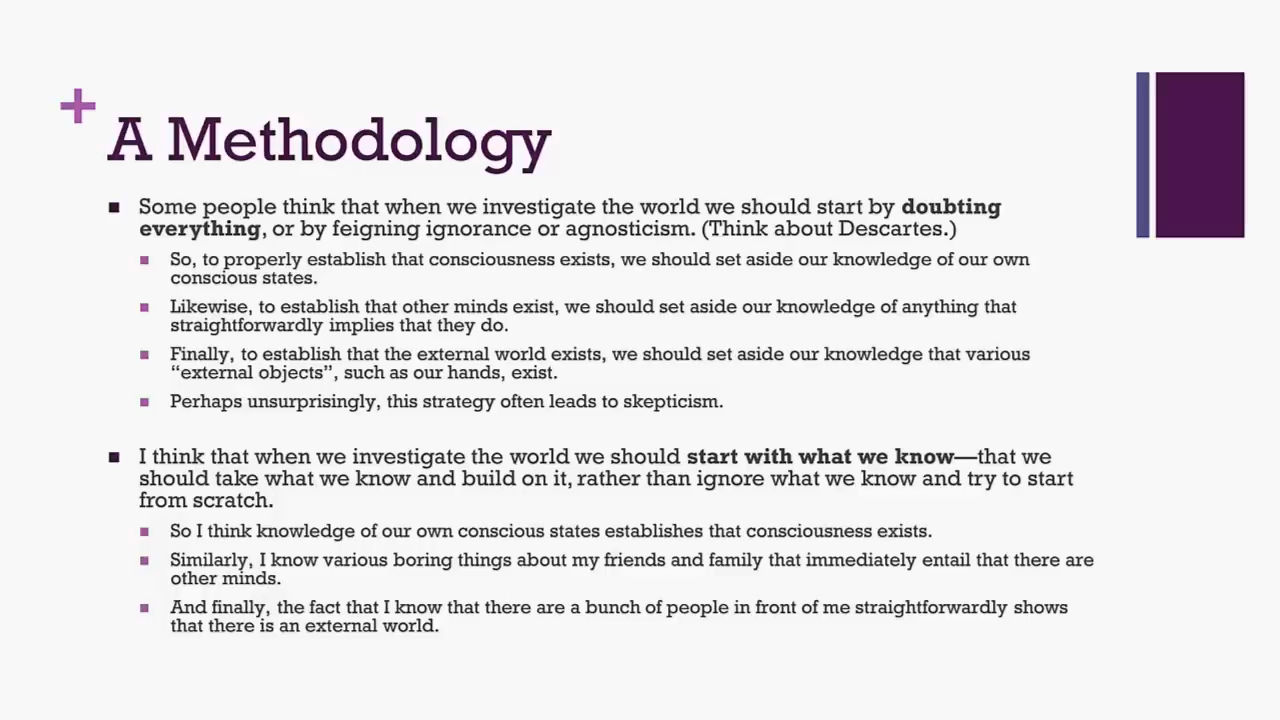 +
A Methodology
■ Some people think that when we investigate the world we should start by doubting
everything, or by feigning ignorance or agnosticism. (Think about Descartes.)
■ So, to properly establish that consciousness exists, we should set aside our knowledge of our own
conscious states.
■ Likewise, to establish that other minds exist, we should set aside our knowledge of anything that
straightforwardly implies that they do.
■ Finally, to establish that the external world exists, we should set aside our knowledge that various
“external objects”, such as our hands, exist.
■ Perhaps unsurprisingly, this strategy often leads to skepticism.
■ I think that when we investigate the world we should start with what we know—that we
should take what we know and build on it, rather than ignore what we know and try to start
from scratch.
■ So I think knowledge of our own conscious states establishes that consciousness exists.
■ Similarly, I know various boring things about my friends and family that immediately entail that there are
other minds.
■ And finally, the fact that I know that there are a bunch of people in front of me straightforwardly shows
that there is an external world.